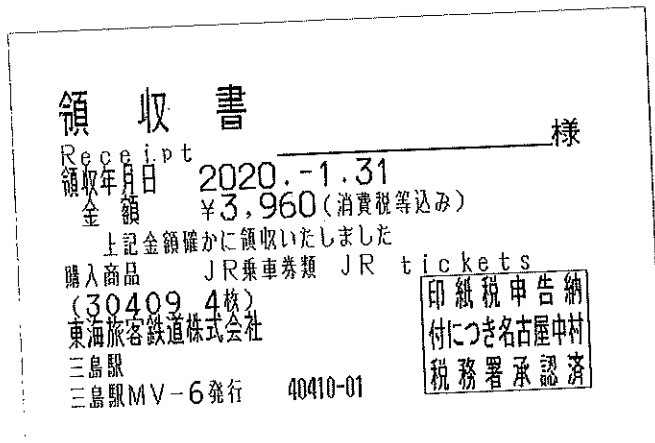 領収書
様
Receipt
領収年月日 2020.-1.31
金額 ¥3,960(消費税等込み)
上記金額確かに領収いたしました
購入商品 JR乗車券類 JR tickets
(30409 4枚)
東海旅客鉄道株式会社
三島駅
三島駅MV-6発行 40410-01
印紙税申告納
付につき名古屋中村
税務署承認済